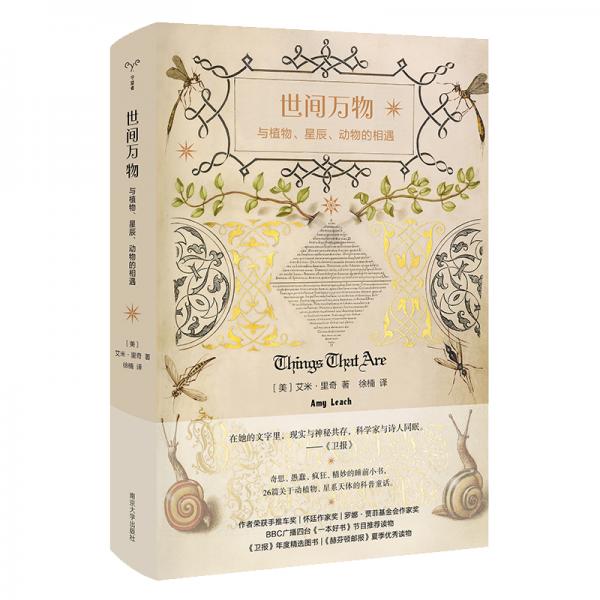 守望者
世间万物
与植物、星辰、动物的相遇
[美]
艾米·里奇 著
徐楠 译
南京大学出版社
世间万物
与植物、星辰、动物的相遇
Things That Are
[美] 艾米·里奇 著 徐楠 译
Amy Leach
在她的文字里，现实与神秘共存，科学家与诗人同眠。
——《卫报》
奇思、愚蠢、疯狂、精妙的睡前小书，
26篇关于动植物、星系天体的科普童话。
作者荣获手推车奖 | 怀廷作家奖 | 罗娜·贾菲基金会作家奖
BBC广播四台《一本好书》节目推荐读物
《卫报》年度精选图书 | 《赫芬顿邮报》夏季优秀读物